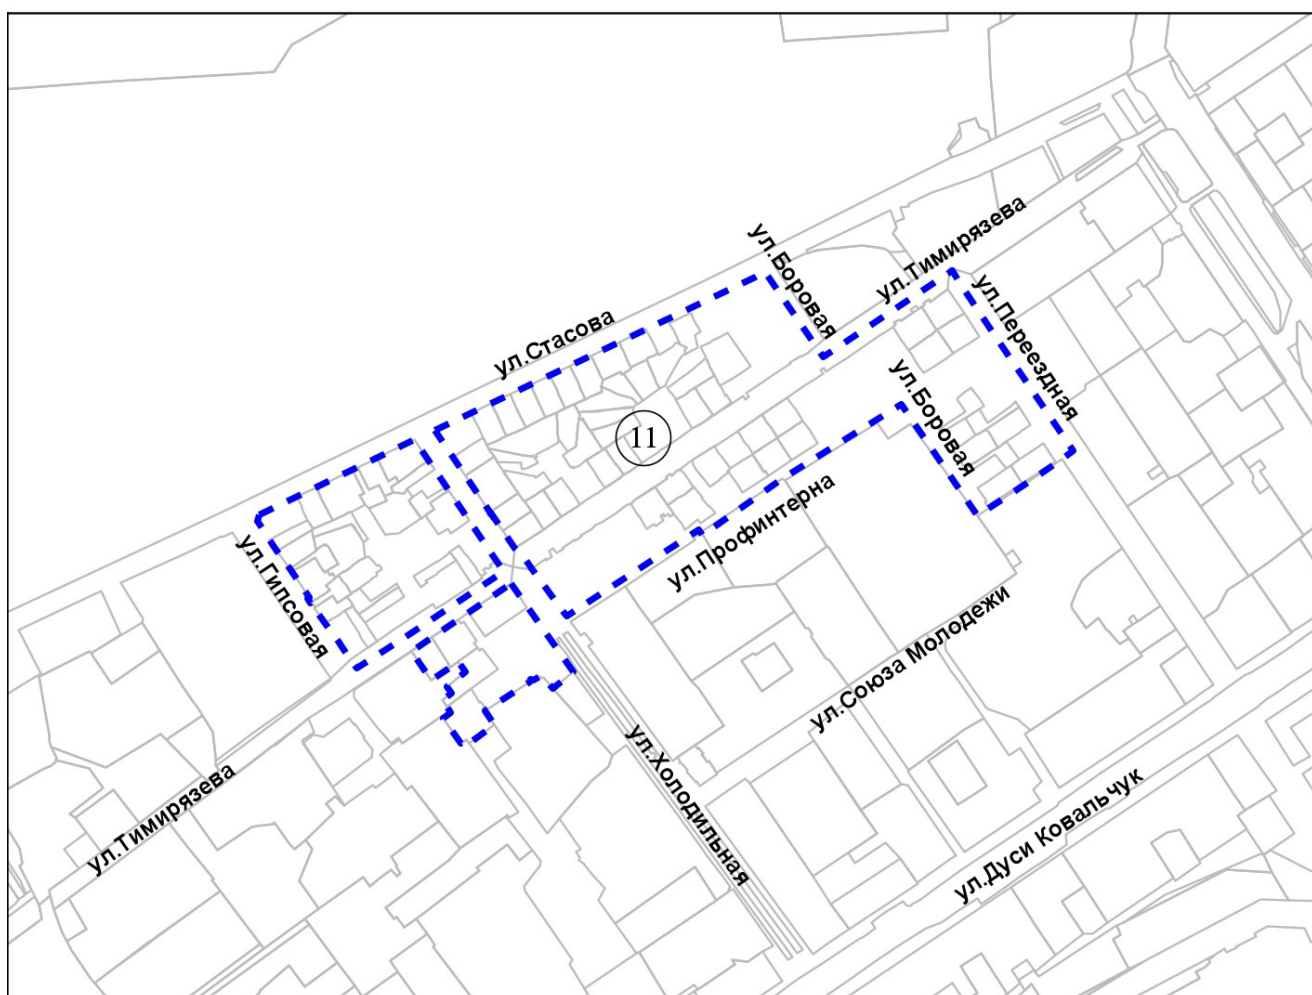 ул.Боровая
ул.Тимирязева
ул.Стасова
ул.Переездная
ул.Боровая
11
ул.Профинтерна
ул.Гипсовая
ул.Союза Молодежи
ул.Холодильная
ул.Тимирязева
ул.Дуси Ковальчук